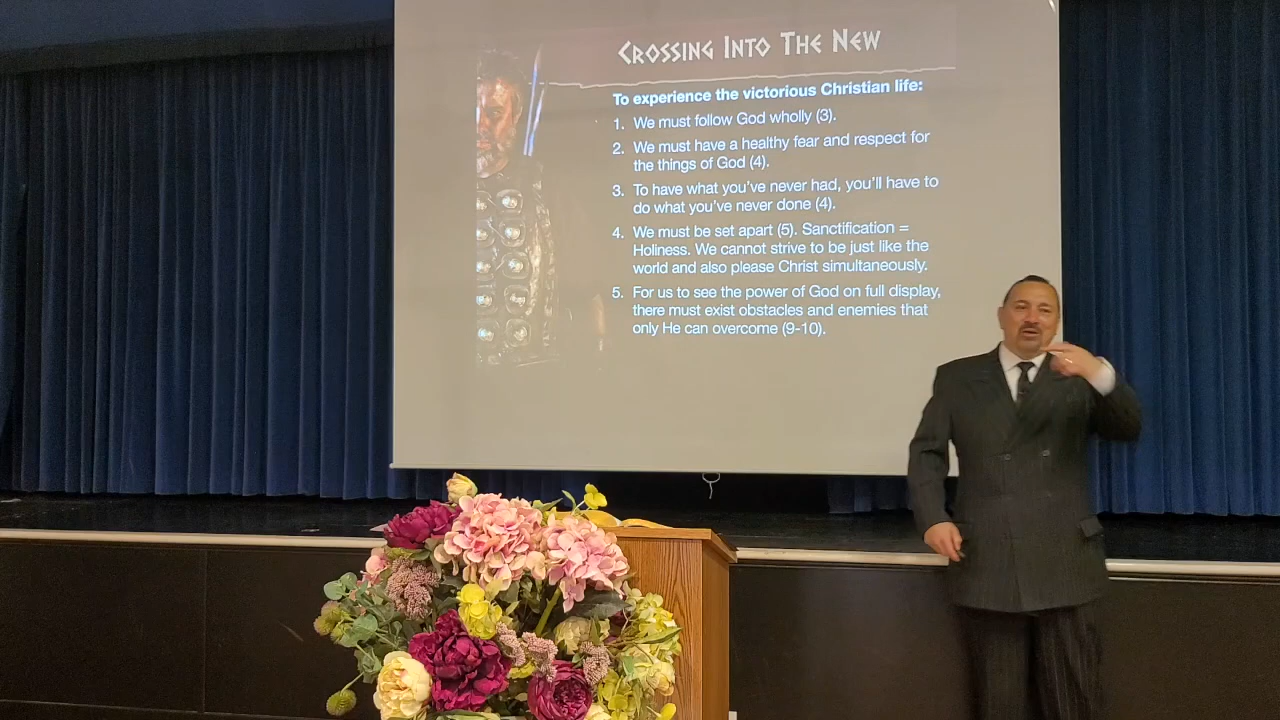 CROSSING INTO THE NEW
To experience the victorious Christian life:
1. We must follow God wholly (3).
2. We must have a healthy fear and respect for
the things of God (4).
3. To have what you've never had, you'll have to
do what you've never done (4).
4. We must be set apart (5). Sanctification =
Holiness. We cannot strive to be just like the
world and also please Christ simultaneously.
5. For us to see the power of God on full display,
there must exist obstacles and enemies that
only He can overcome (9-10).